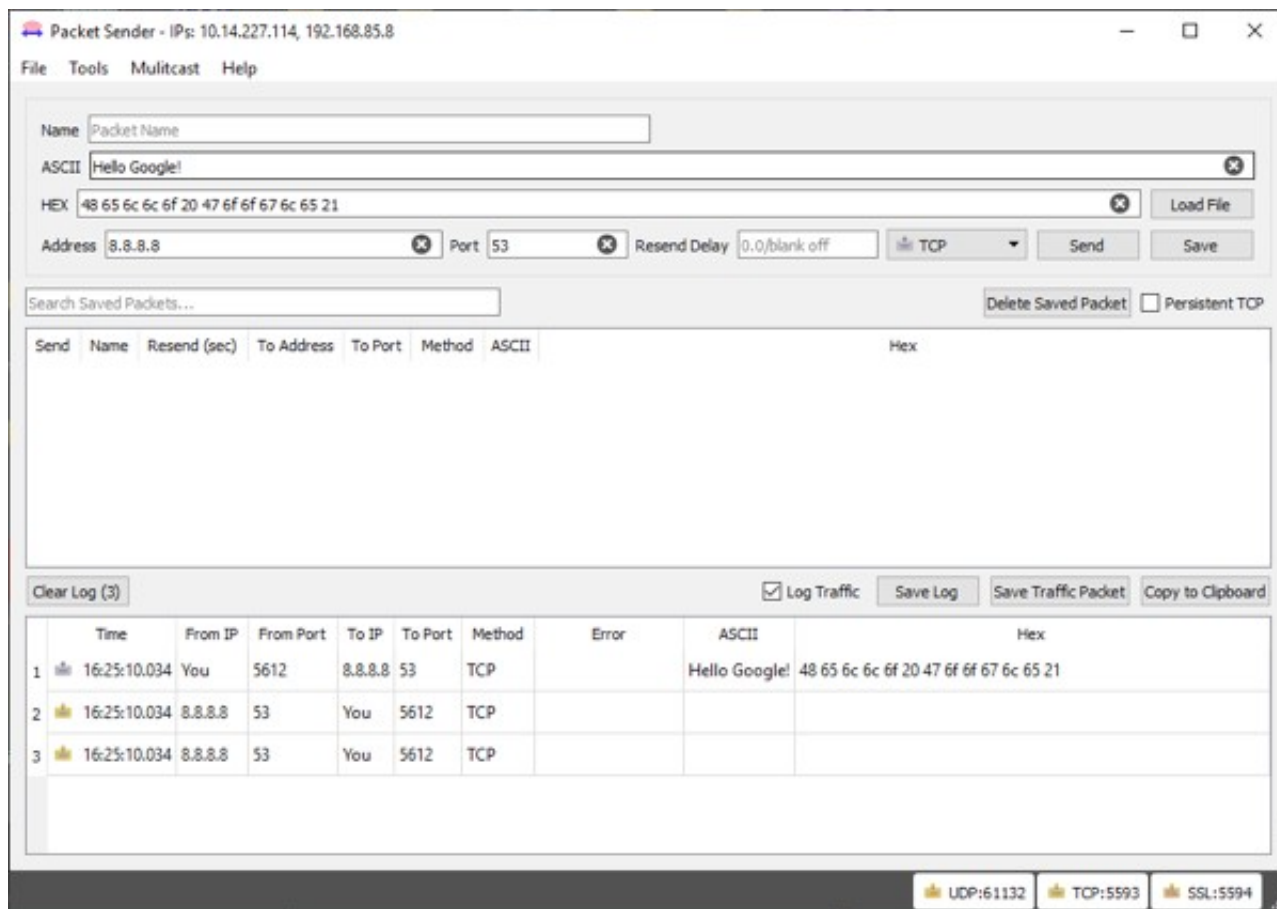 Packet Sender - IPs: 10.14.227.114, 192.168.85.8
File Tools Mulitcast Help
Name Packet Name
ASCII Hello Google!
HEX 48 65 6c 6c 6f 20 47 6f 6f 67 6c 65 21 Load File
Address 8.8.8.8 Port 53 Resend Delay 0.0/blank off TCP Send Save
Search Saved Packets... Delete Saved Packet Persistent TCP
Send Name Resend (sec) To Address To Port Method ASCII Hex
Clear Log (3) Log Traffic Save Log Save Traffic Packet Copy to Clipboard
Time From IP From Port To IP To Port Method Error ASCII Hex
1 16:25:10.034 You 5612 8.8.8.8 53 TCP Hello Google! 48 65 6c 6c 6f 20 47 6f 6f 67 6c 65 21
2 16:25:10.034 8.8.8.8 53 You 5612 TCP
3 16:25:10.034 8.8.8.8 53 You 5612 TCP
UDP:61132 TCP:5593 SSL:5594